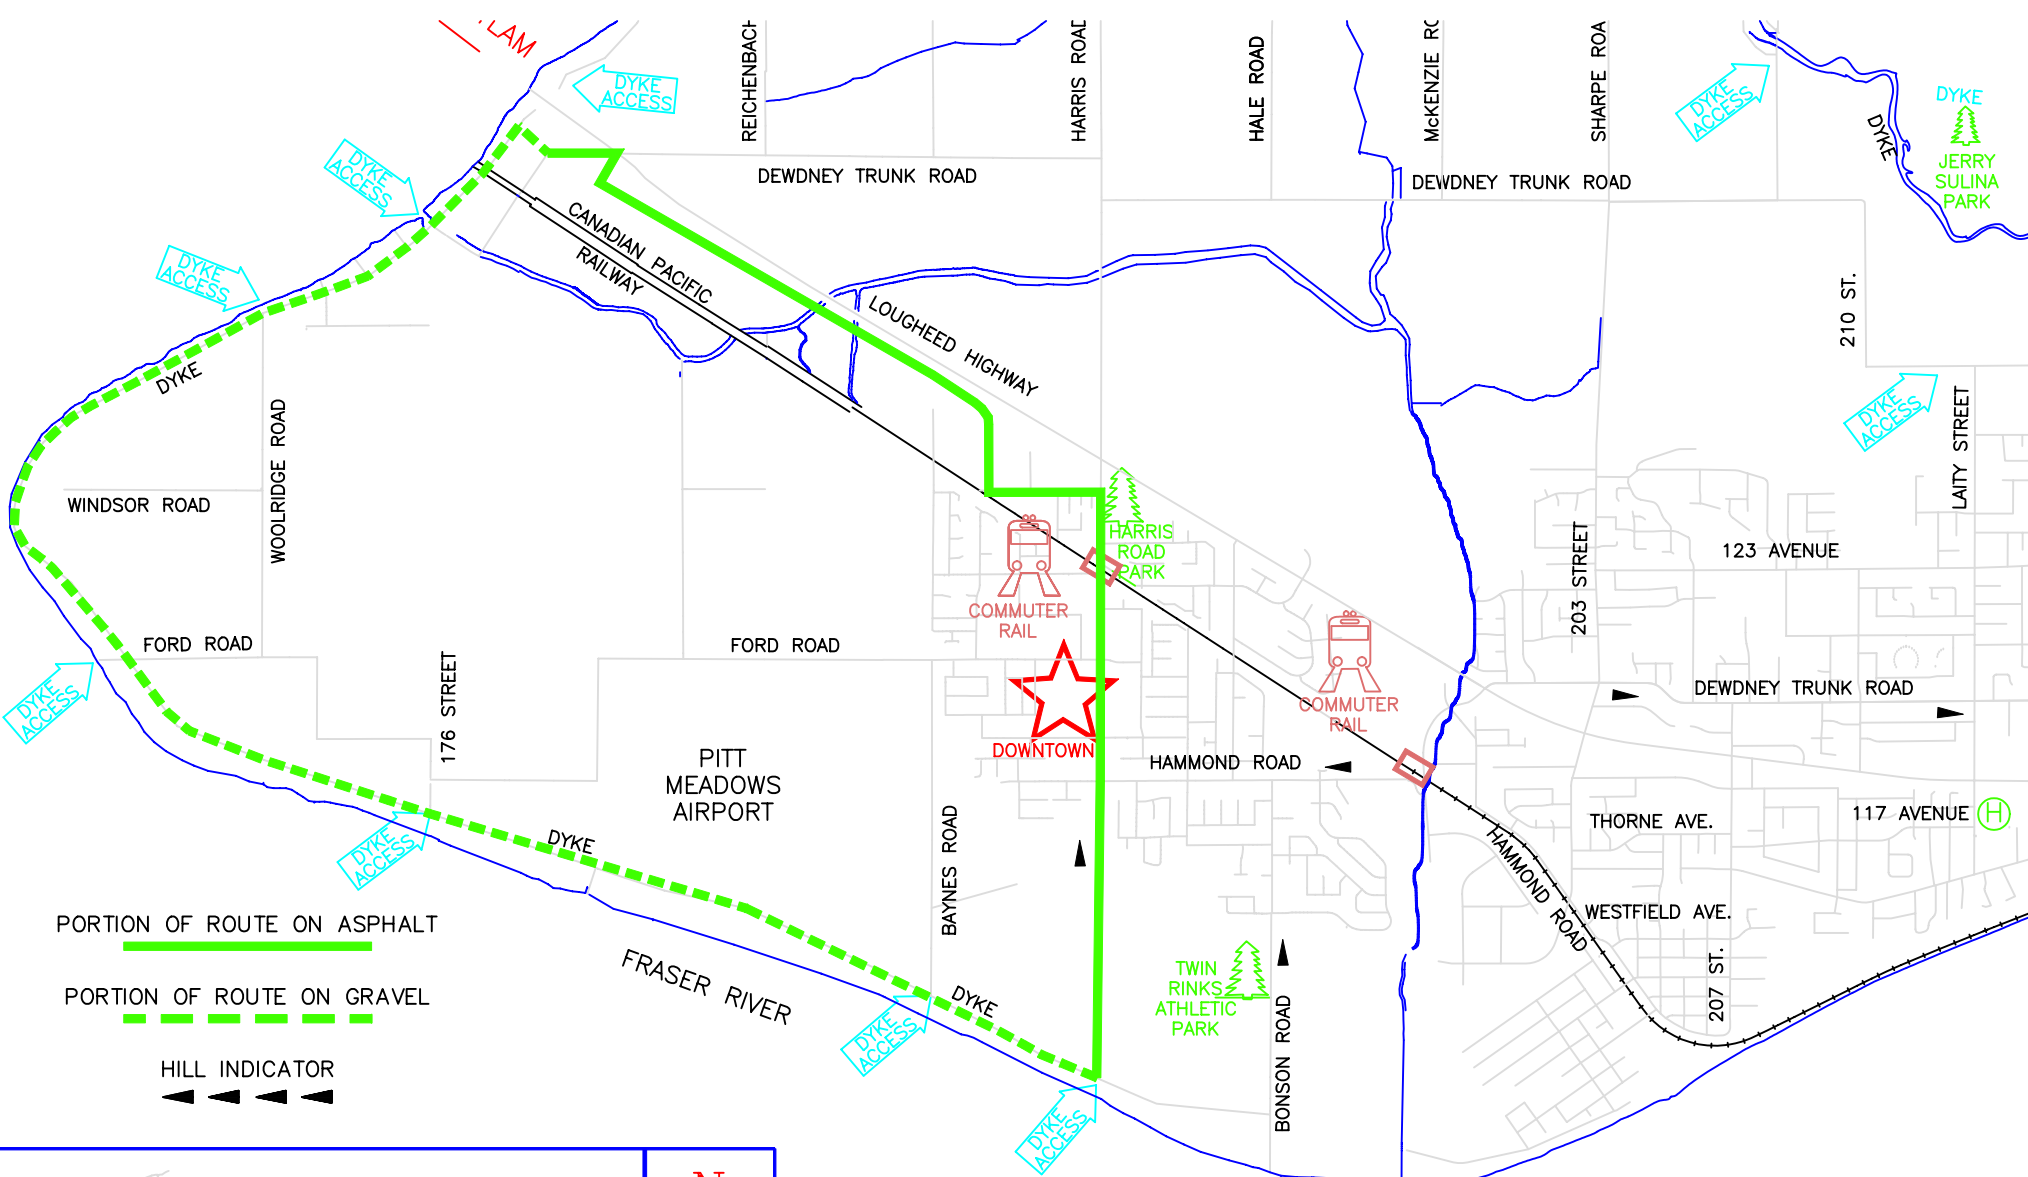 TLAM
DYKE
ACCESS
REICHENBACH
HARRIS ROAD
HALE ROAD
McKENZIE RO
SHARPE ROA
DYKE
ACCESS
DYKE
DYKE
JERRY
SULINA
PARK
DYKE
ACCESS
DEWDNEY TRUNK ROAD
DEWDNEY TRUNK ROAD
CANADIAN PACIFIC
RAILWAY
DYKE
ACCESS
LOUGHEED HIGHWAY
210 ST.
DYKE
DYKE
ACCESS
LAITY STREET
WOOLRIDGE ROAD
WINDSOR ROAD
HARRIS
ROAD
PARK
203 STREET
123 AVENUE
COMMUTER
RAIL
FORD ROAD
FORD ROAD
176 STREET
DYKE
ACCESS
COMMUTER
RAIL
DEWDNEY TRUNK ROAD
DOWNTOWN
PITT
MEADOWS
AIRPORT
HAMMOND ROAD
THORNE AVE.
117 AVENUE
H
DYKE
DYKE
ACCESS
BAYNES ROAD
HAMMOND ROAD
WESTFIELD AVE.
PORTION OF ROUTE ON ASPHALT
FRASER RIVER
DYKE
TWIN
RINKS
ATHLETIC
PARK
207 ST.
PORTION OF ROUTE ON GRAVEL
DYKE
ACCESS
BONSON ROAD
HILL INDICATOR
DYKE
ACCESS
N